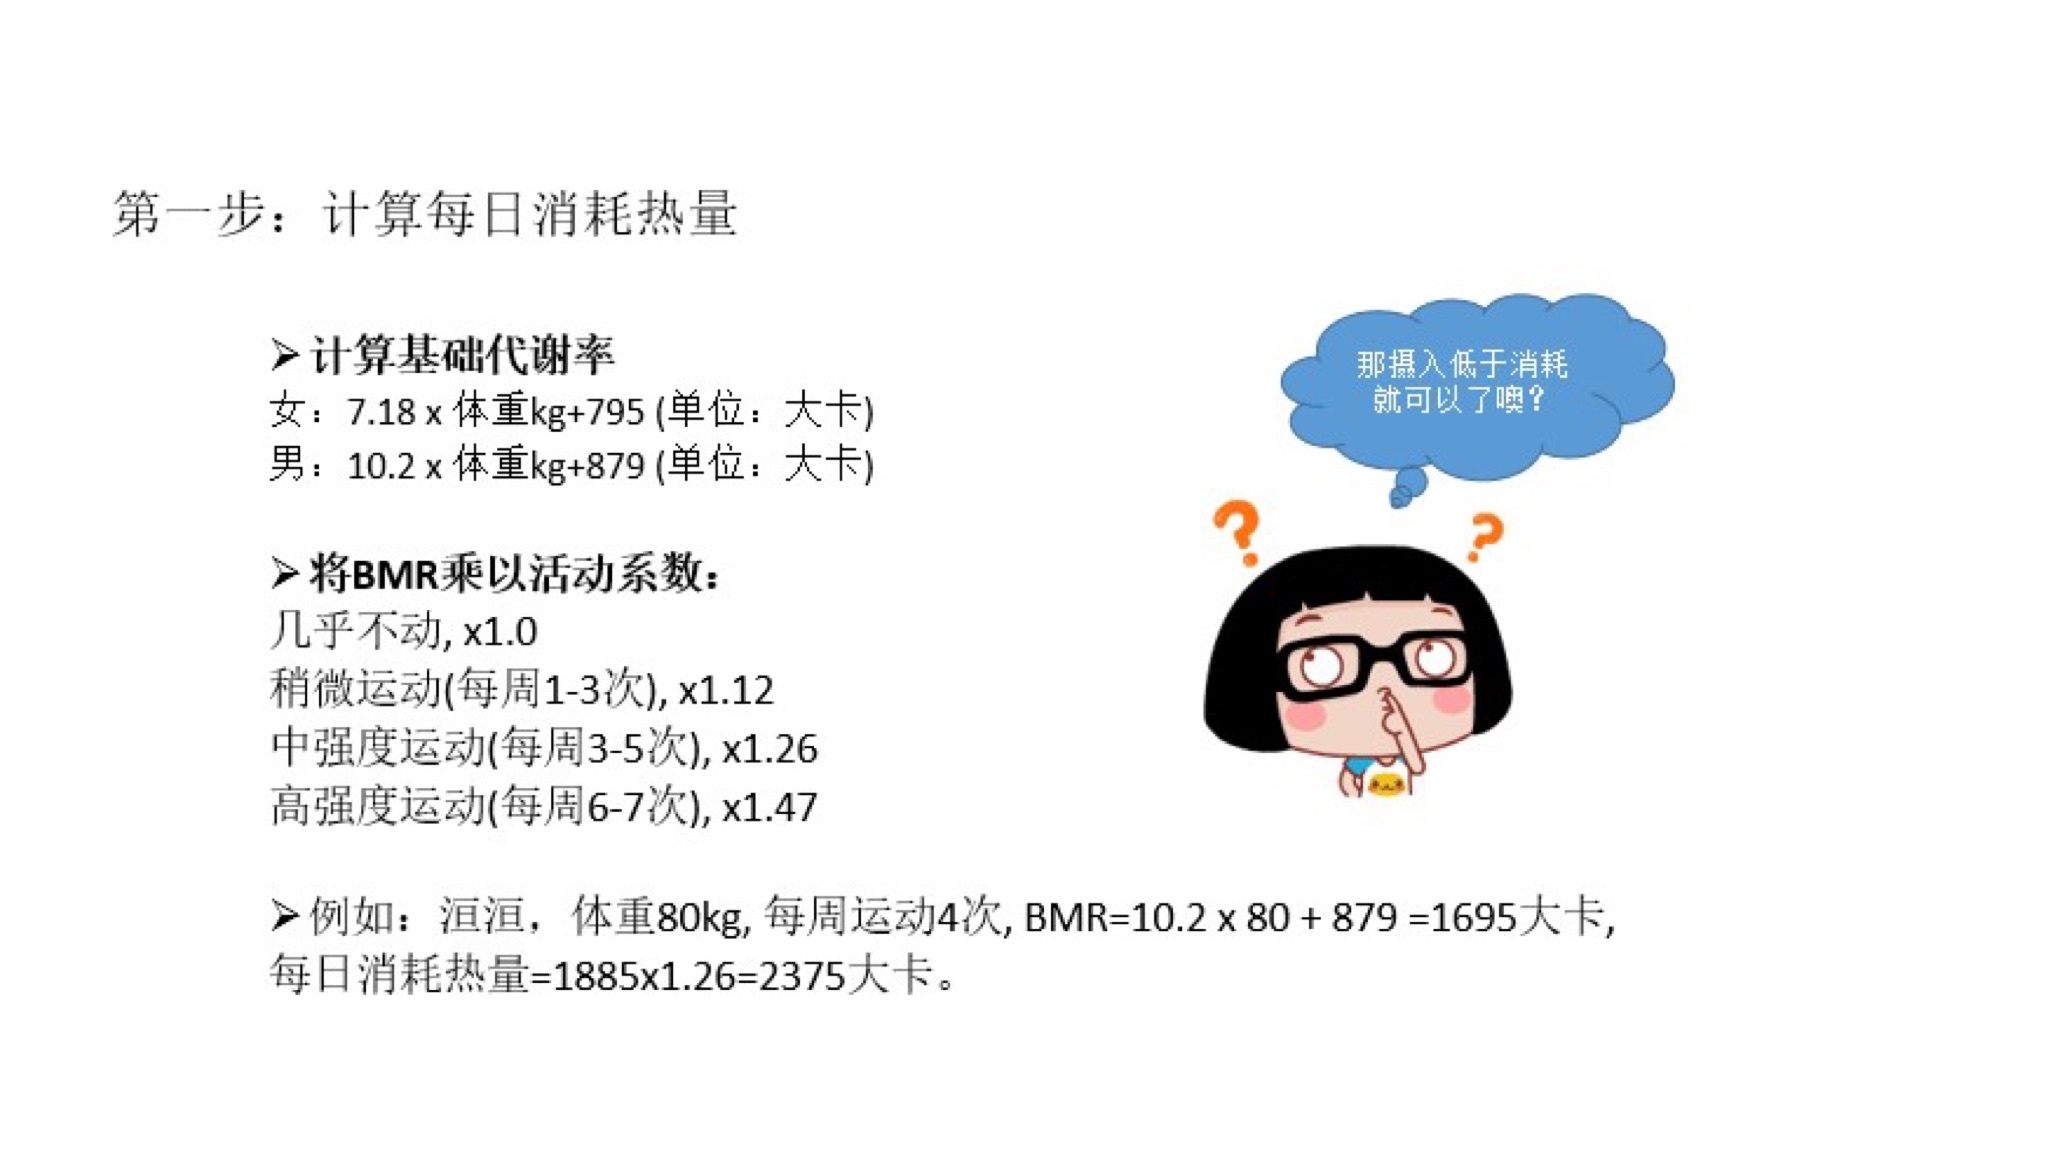 第一步：计算每日消耗热量
➢计算基础代谢率
女：7.18 x 体重kg+795 (单位：大卡)
男：10.2 x 体重kg+879 (单位：大卡)
➢将BMR乘以活动系数：
几乎不动, x1.0
稍微运动(每周1-3次), x1.12
中强度运动(每周3-5次), x1.26
高强度运动(每周6-7次), x1.47
➢例如：洹洹，体重80kg, 每周运动4次, BMR=10.2 x 80 + 879 =1695大卡,
每日消耗热量=1885x1.26=2375大卡。
那摄入低于消耗
就可以了噢？